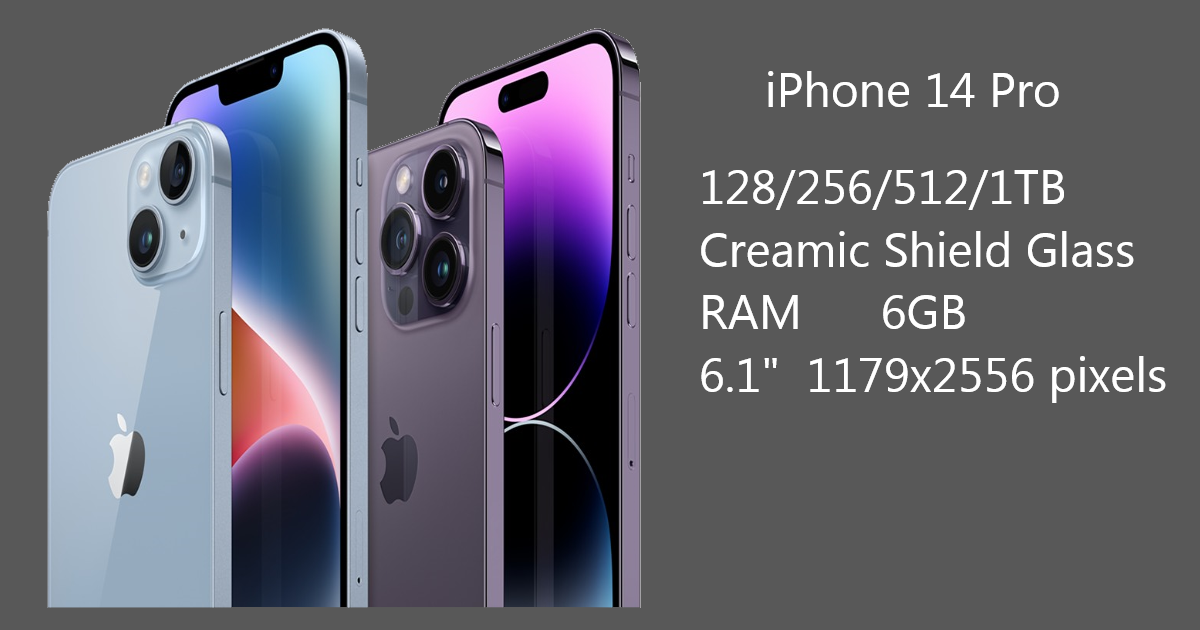 iPhone 14 Pro
128/256/512/1TB
Creamic Shield Glass
RAM 6GB
6.1" 1179x2556 pixels